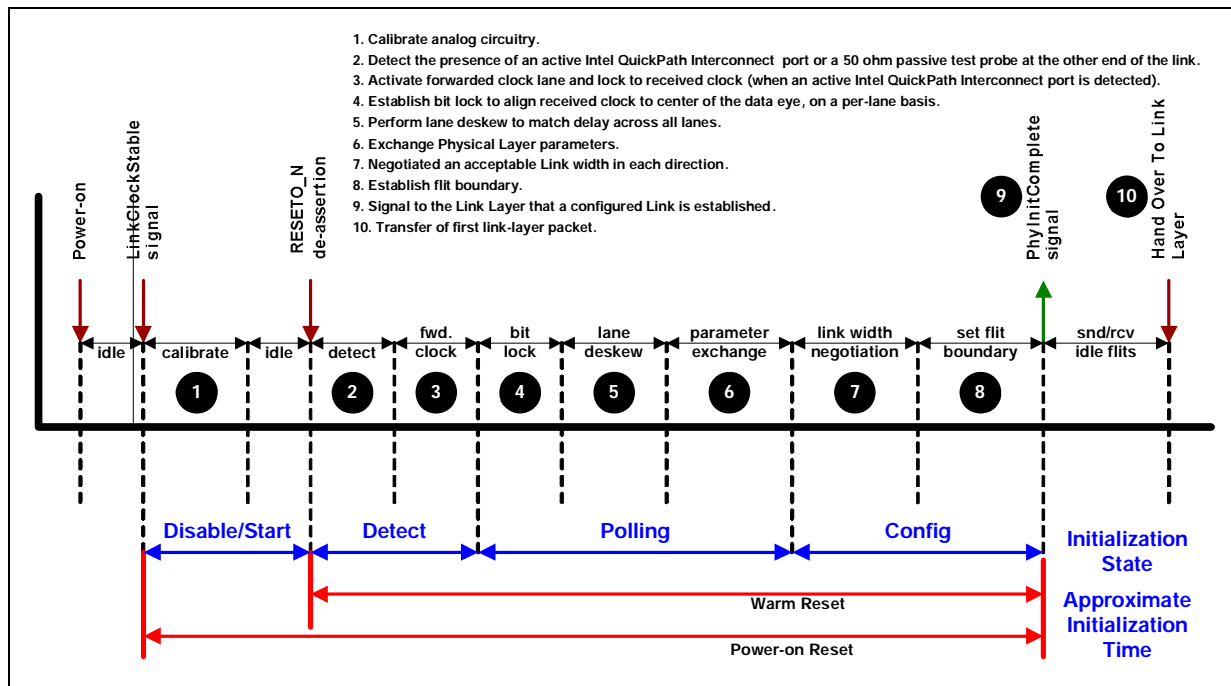 1. Calibrate analog circuitry.
2. Detect the presence of an active Intel QuickPath Interconnect port or a 50 ohm passive test probe at the other end of the link.
3. Activate forwarded clock lane and lock to received clock (when an active Intel QuickPath Interconnect port is detected).
4. Establish bit lock to align received clock to center of the data eye, on a per-lane basis.
5. Perform lane deskew to match delay across all lanes.
6. Exchange Physical Layer parameters.
7. Negotiated an acceptable Link width in each direction.
8. Establish flit boundary.
9. Signal to the Link Layer that a configured Link is established.
10. Transfer of first link-layer packet.
Power-on
LinkClockStable
signal
RESETO_N
de-assertion
9
PhyInitComplete
signal
10
Hand Over To Link
Layer
idle
calibrate
idle
detect
fwd.
clock
bit
lock
lane
deskew
parameter
exchange
link width
negotiation
set flit
boundary
snd/rcv
idle flits
1
2
3
4
5
6
7
8
Disable/Start
Detect
Polling
Config
Initialization
State
Warm Reset
Power-on Reset
Approximate
Initialization
Time